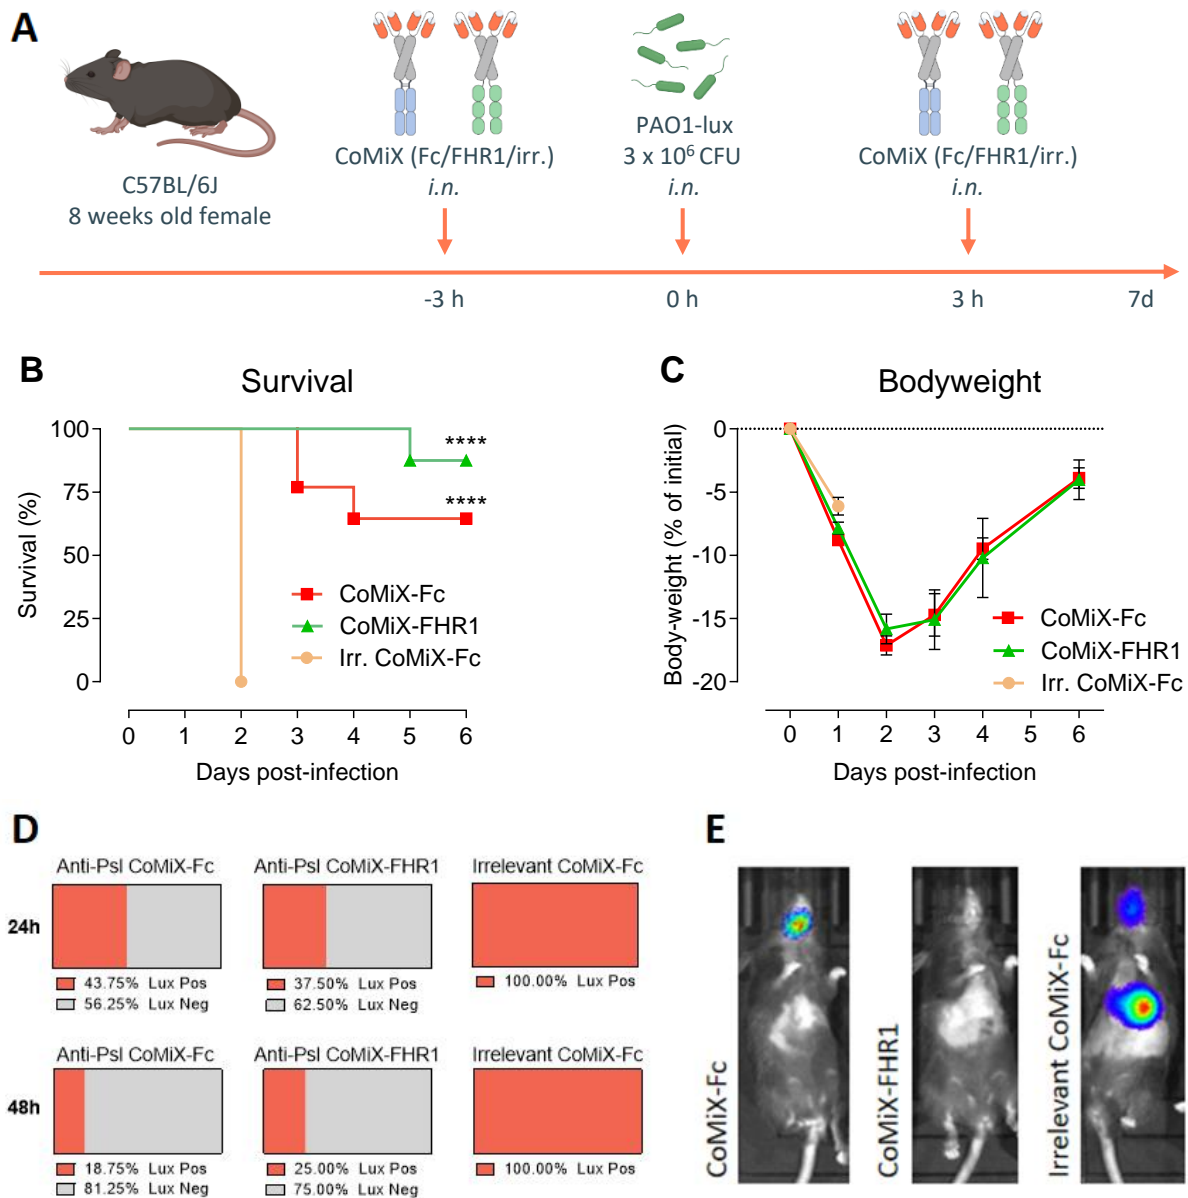 A
C57BL/6J
8 weeks old female
CoMiX (Fc/FHR1/irr.)
i.n.
PAO1-lux
3 x 10⁶ CFU
i.n.
CoMiX (Fc/FHR1/irr.)
i.n.
-3 h
0 h
3 h
7d
B
Survival
Survival (%)
100
75
50
25
0
****
****
CoMiX-Fc
CoMiX-FHR1
Irr. CoMiX-Fc
0 1 2 3 4 5 6
Days post-infection
C
Bodyweight
Body-weight (% of initial)
0
-5
-10
-15
-20
CoMiX-Fc
CoMiX-FHR1
Irr. CoMiX-Fc
0 1 2 3 4 5 6
Days post-infection
D
Anti-Psl CoMiX-Fc
Anti-Psl CoMiX-FHR1
Irrelevant CoMiX-Fc
24h
43.75% Lux Pos
56.25% Lux Neg
37.50% Lux Pos
62.50% Lux Neg
100.00% Lux Pos
Anti-Psl CoMiX-Fc
Anti-Psl CoMiX-FHR1
Irrelevant CoMiX-Fc
48h
18.75% Lux Pos
81.25% Lux Neg
25.00% Lux Pos
75.00% Lux Neg
100.00% Lux Pos
E
CoMiX-Fc
CoMiX-FHR1
Irrelevant CoMiX-Fc